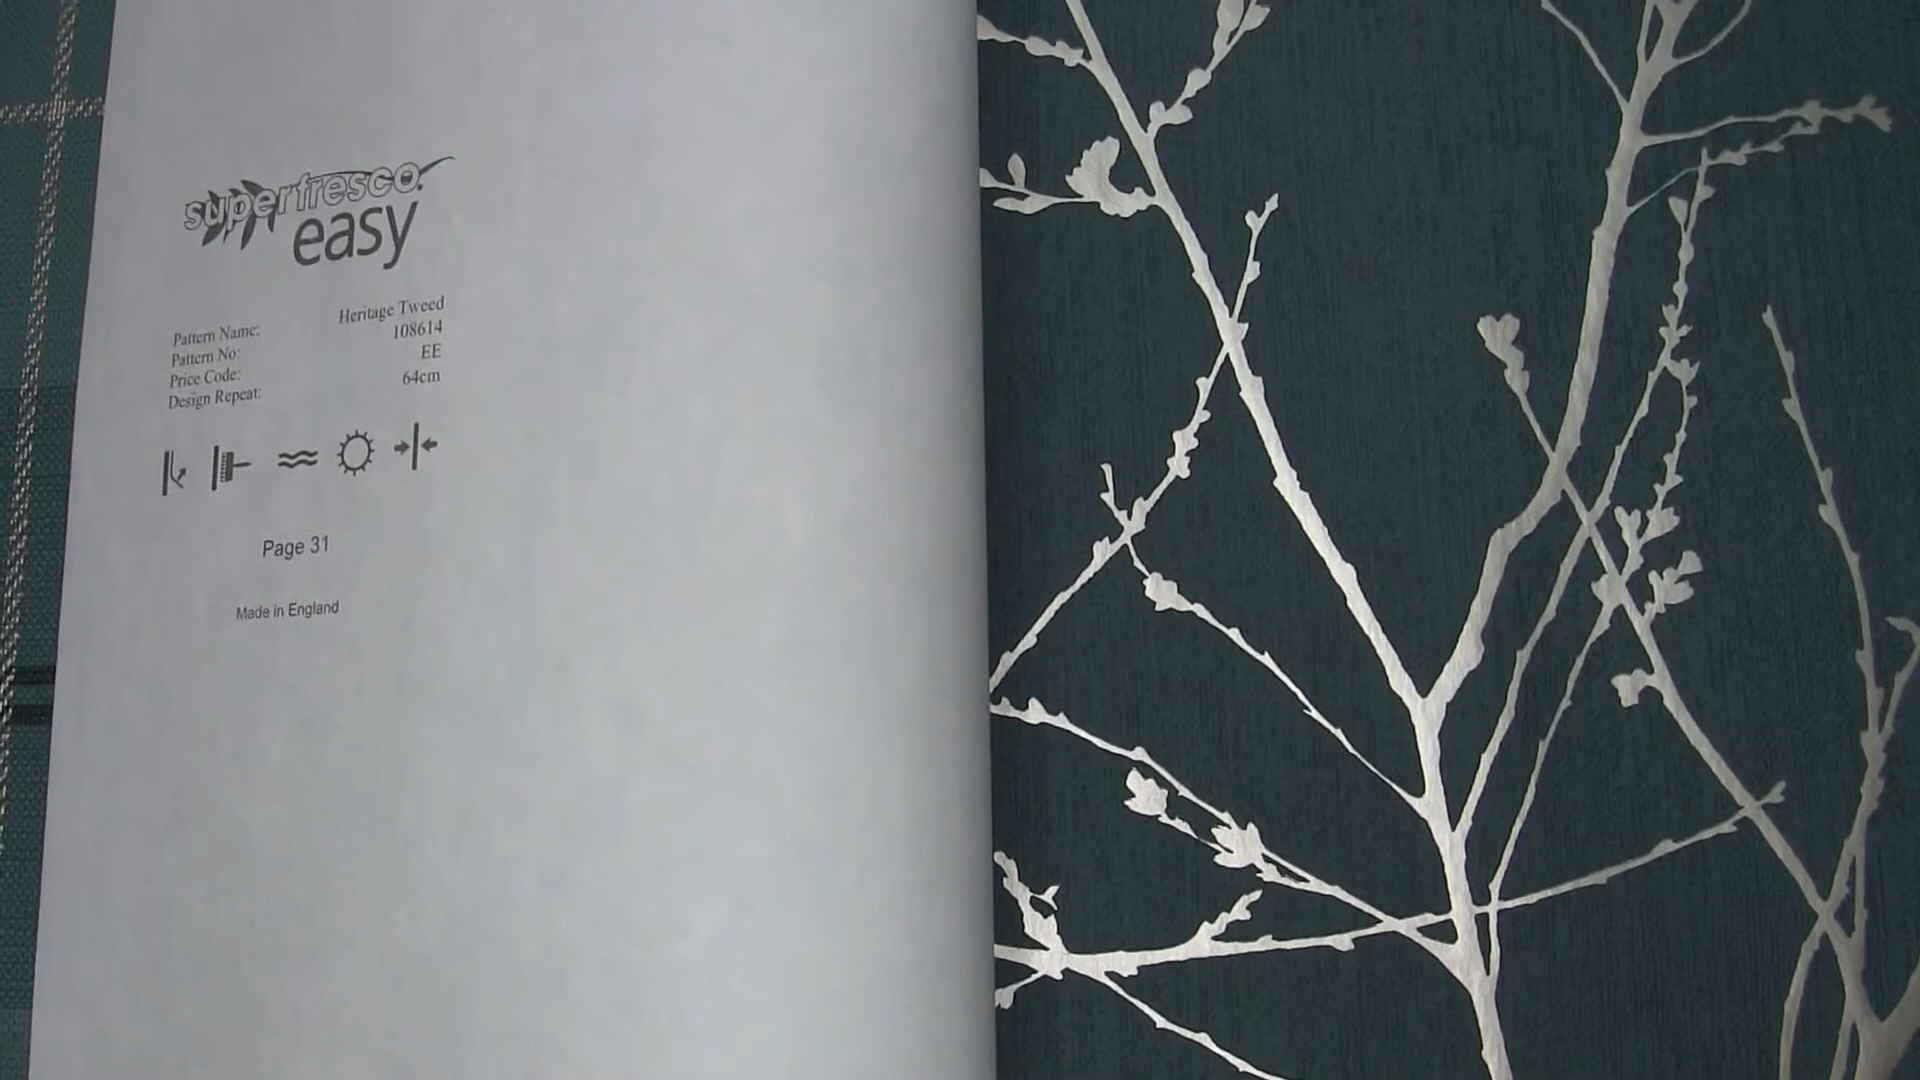 superfresco
easy
Pattern Name: Heritage Tweed
Pattern No: 108614
Price Code: EE
Design Repeat: 64cm
Page 31
Made in England